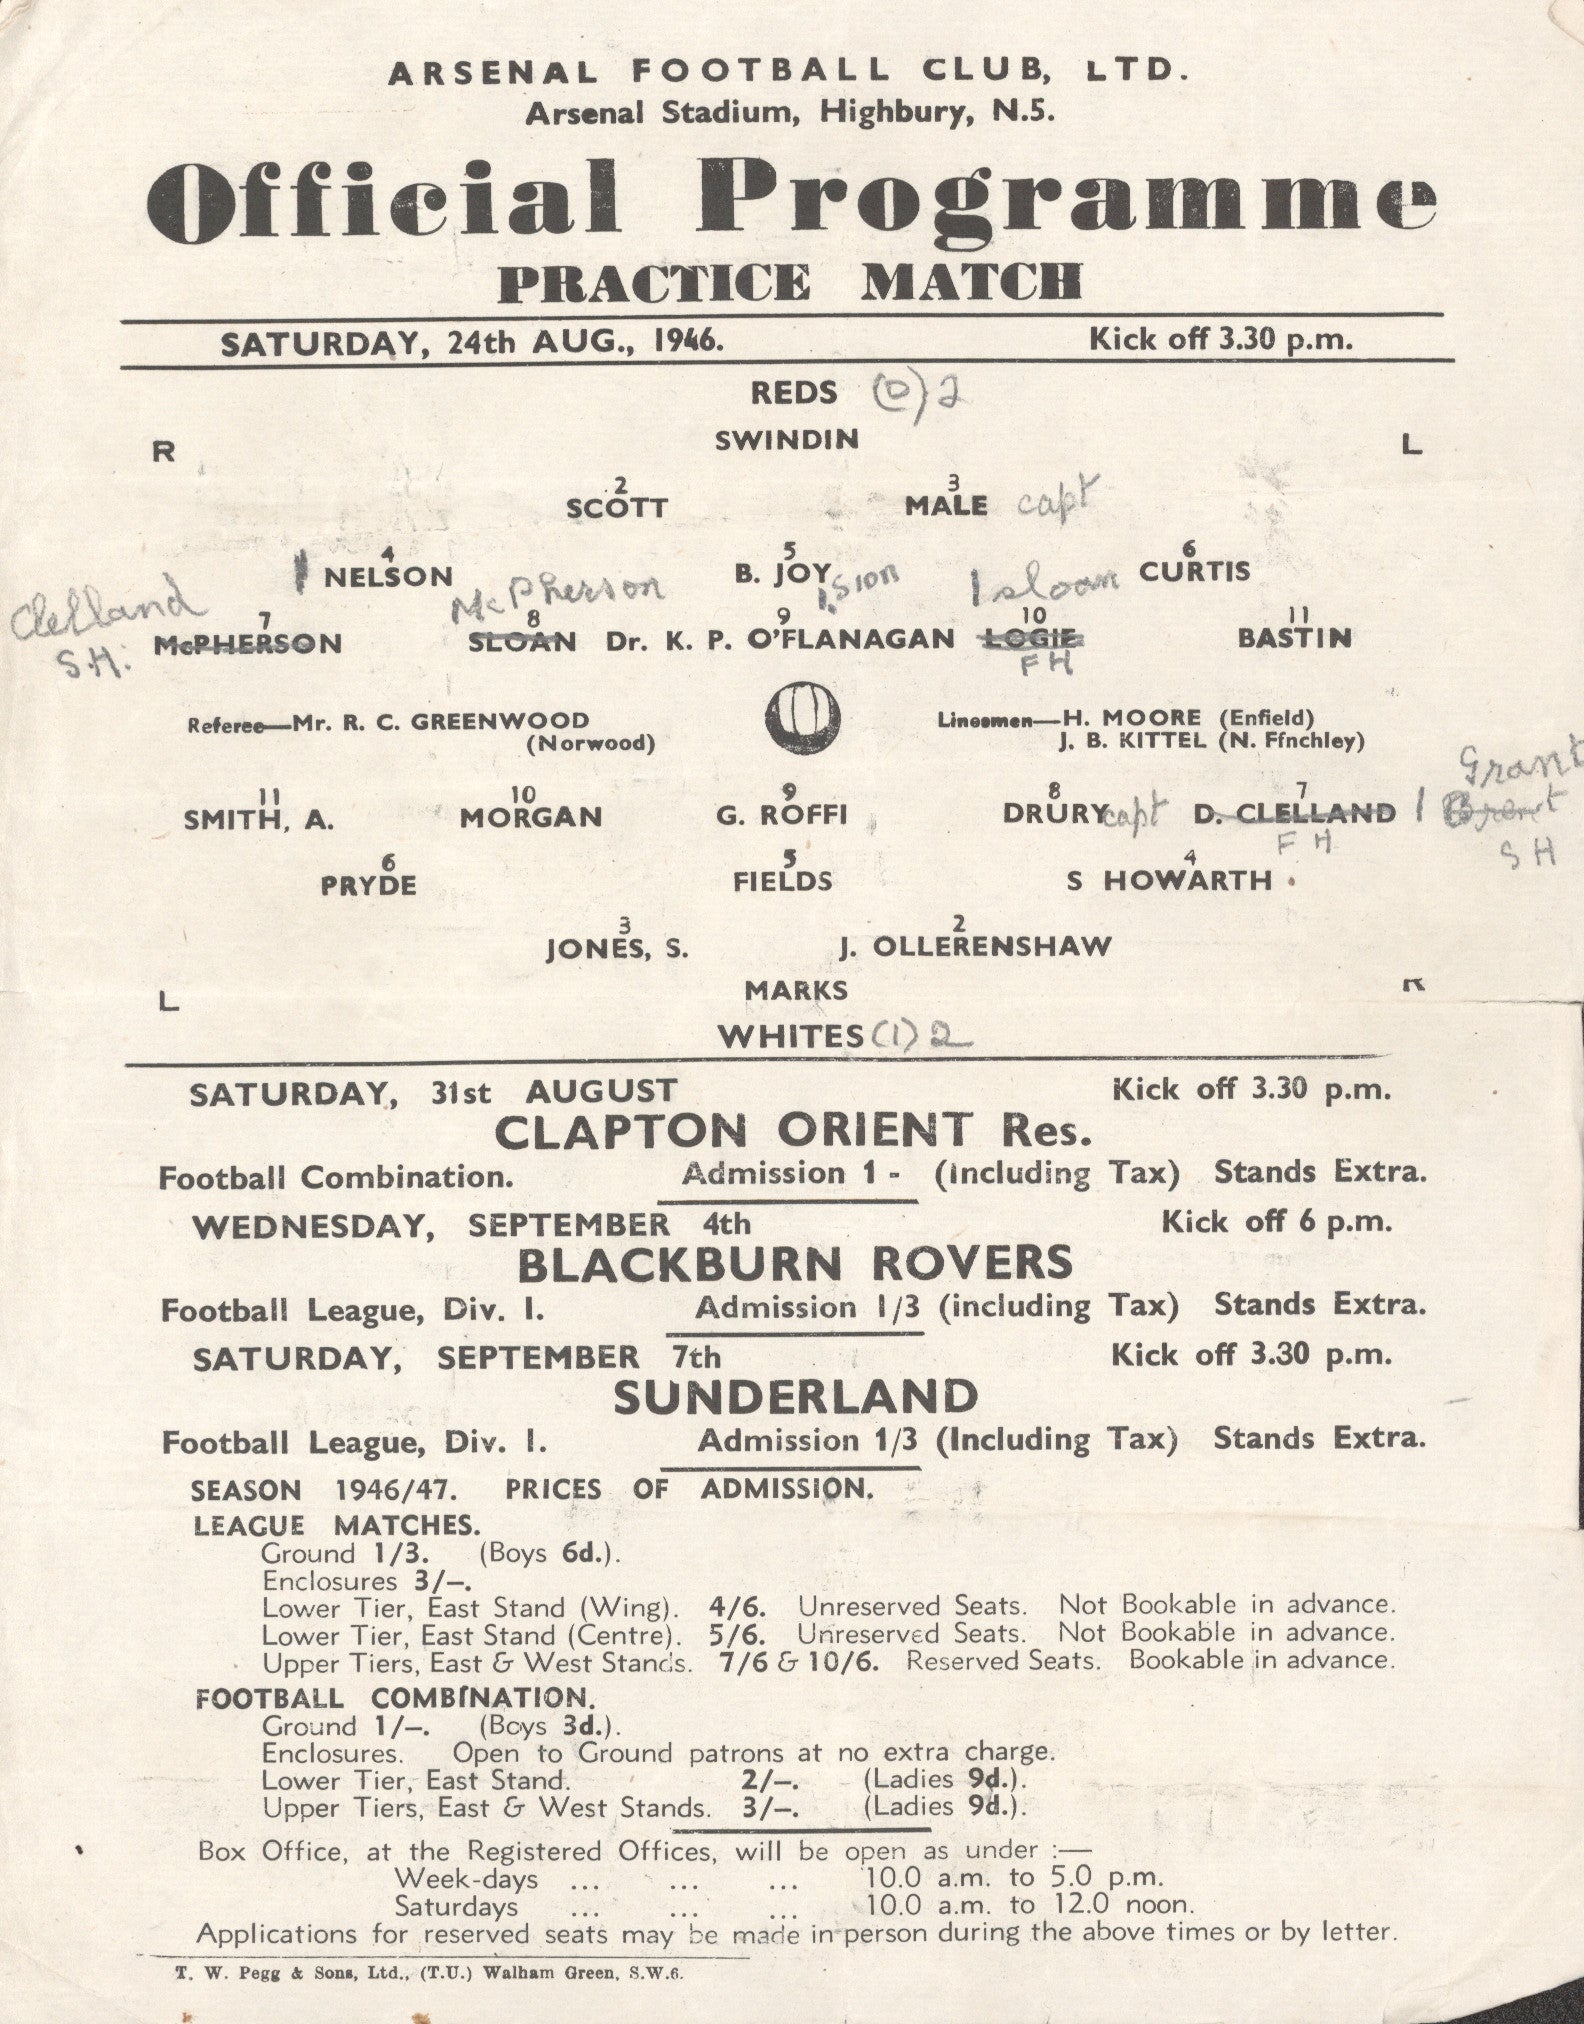 ARSENAL FOOTBALL CLUB, LTD.
Arsenal Stadium, Highbury, N.5.
Official Programme
PRACTICE MATCH
SATURDAY, 24th AUG., 1946. Kick off 3.30 p.m.
REDS (0) 2
R SWINDIN L
2 3
SCOTT MALE capt
4 5 6
1 NELSON B. JOY CURTIS
Clelland McPherson 1 Sion 1 Sloan
7 8 9 10 11
McPHERSON SLOAN Dr. K. P. O'FLANAGAN LOGIE BASTIN
S.H. F H
Referee—Mr. R. C. GREENWOOD Linesmen—H. MOORE (Enfield)
(Norwood) J. B. KITTEL (N. Ffnchley)
Grant
11 10 9 8 7
SMITH, A. MORGAN G. ROFFI DRURY capt D. CLELLAND 1
F H S H
6 5 4
PRYDE FIELDS S HOWARTH
3 2
JONES, S. J. OLLERENSHAW
L MARKS R
WHITES (1) 2
SATURDAY, 31st AUGUST Kick off 3.30 p.m.
CLAPTON ORIENT Res.
Football Combination. Admission 1 - (Including Tax) Stands Extra.
WEDNESDAY, SEPTEMBER 4th Kick off 6 p.m.
BLACKBURN ROVERS
Football League, Div. I. Admission 1/3 (including Tax) Stands Extra.
SATURDAY, SEPTEMBER 7th Kick off 3.30 p.m.
SUNDERLAND
Football League, Div. I. Admission 1/3 (Including Tax) Stands Extra.
SEASON 1946/47. PRICES OF ADMISSION.
LEAGUE MATCHES.
Ground 1/3. (Boys 6d.).
Enclosures 3/—.
Lower Tier, East Stand (Wing). 4/6. Unreserved Seats. Not Bookable in advance.
Lower Tier, East Stand (Centre). 5/6. Unreserved Seats. Not Bookable in advance.
Upper Tiers, East & West Stands. 7/6 & 10/6. Reserved Seats. Bookable in advance.
FOOTBALL COMBINATION.
Ground 1/—. (Boys 3d.).
Enclosures. Open to Ground patrons at no extra charge.
Lower Tier, East Stand. 2/—. (Ladies 9d.).
Upper Tiers, East & West Stands. 3/—. (Ladies 9d.).
Box Office, at the Registered Offices, will be open as under :—
Week-days ... ... ... 10.0 a.m. to 5.0 p.m.
Saturdays ... ... ... 10.0 a.m. to 12.0 noon.
Applications for reserved seats may be made in person during the above times or by letter.
T. W. Pegg & Sons, Ltd., (T.U.) Walham Green, S.W.6.